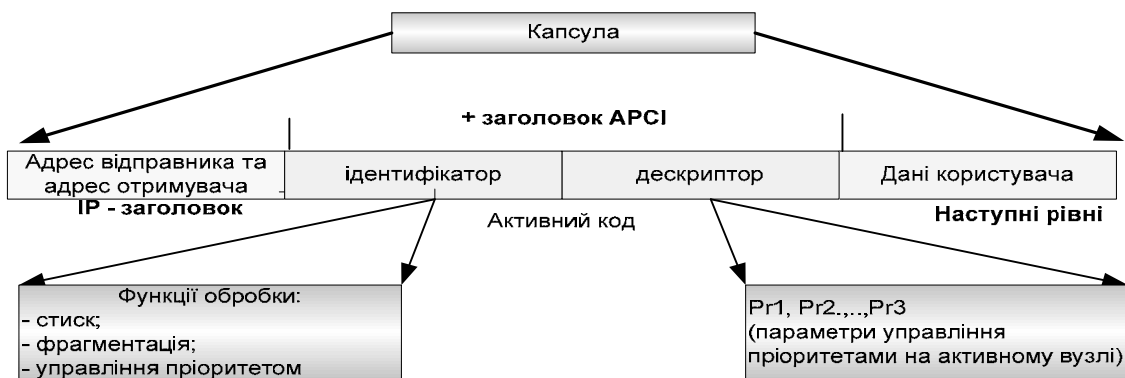 Капсула
+ заголовок APCI
Адрес відправника та
адрес отримувача
ідентифікатор
дескриптор
Дані користувача
IP - заголовок
Активний код
Наступні рівні
Функції обробки:
- стиск;
- фрагментація;
- управління пріоритетом
Pr1, Pr2.,..,Pr3
(параметри управління
пріоритетами на активному вузлі)